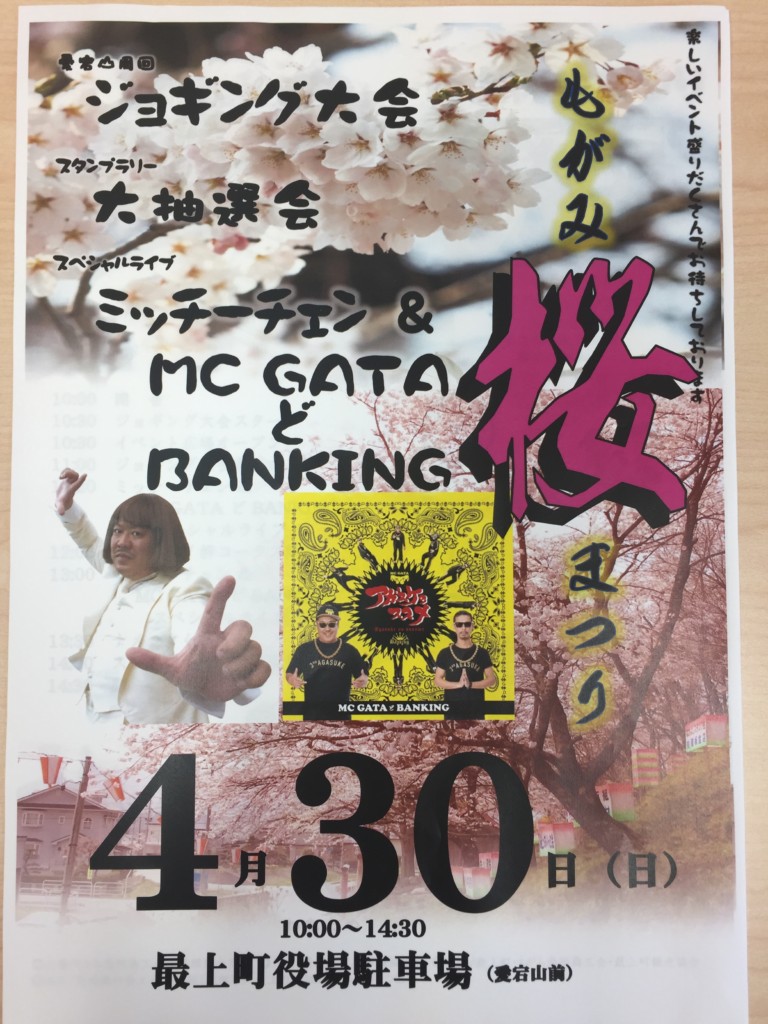 楽しいイベント盛りだくさんでお待ちしております
もがみ
桜
まつり
愛宕山周回
ジョギング大会
スタンプラリー
大抽選会
スペシャルライブ
ミッチーチェン &
MC GATA
ど
BANKING
MC GATA ど BANKING
4月30日(日)
10:00~14:30
最上町役場駐車場(愛宕山前)